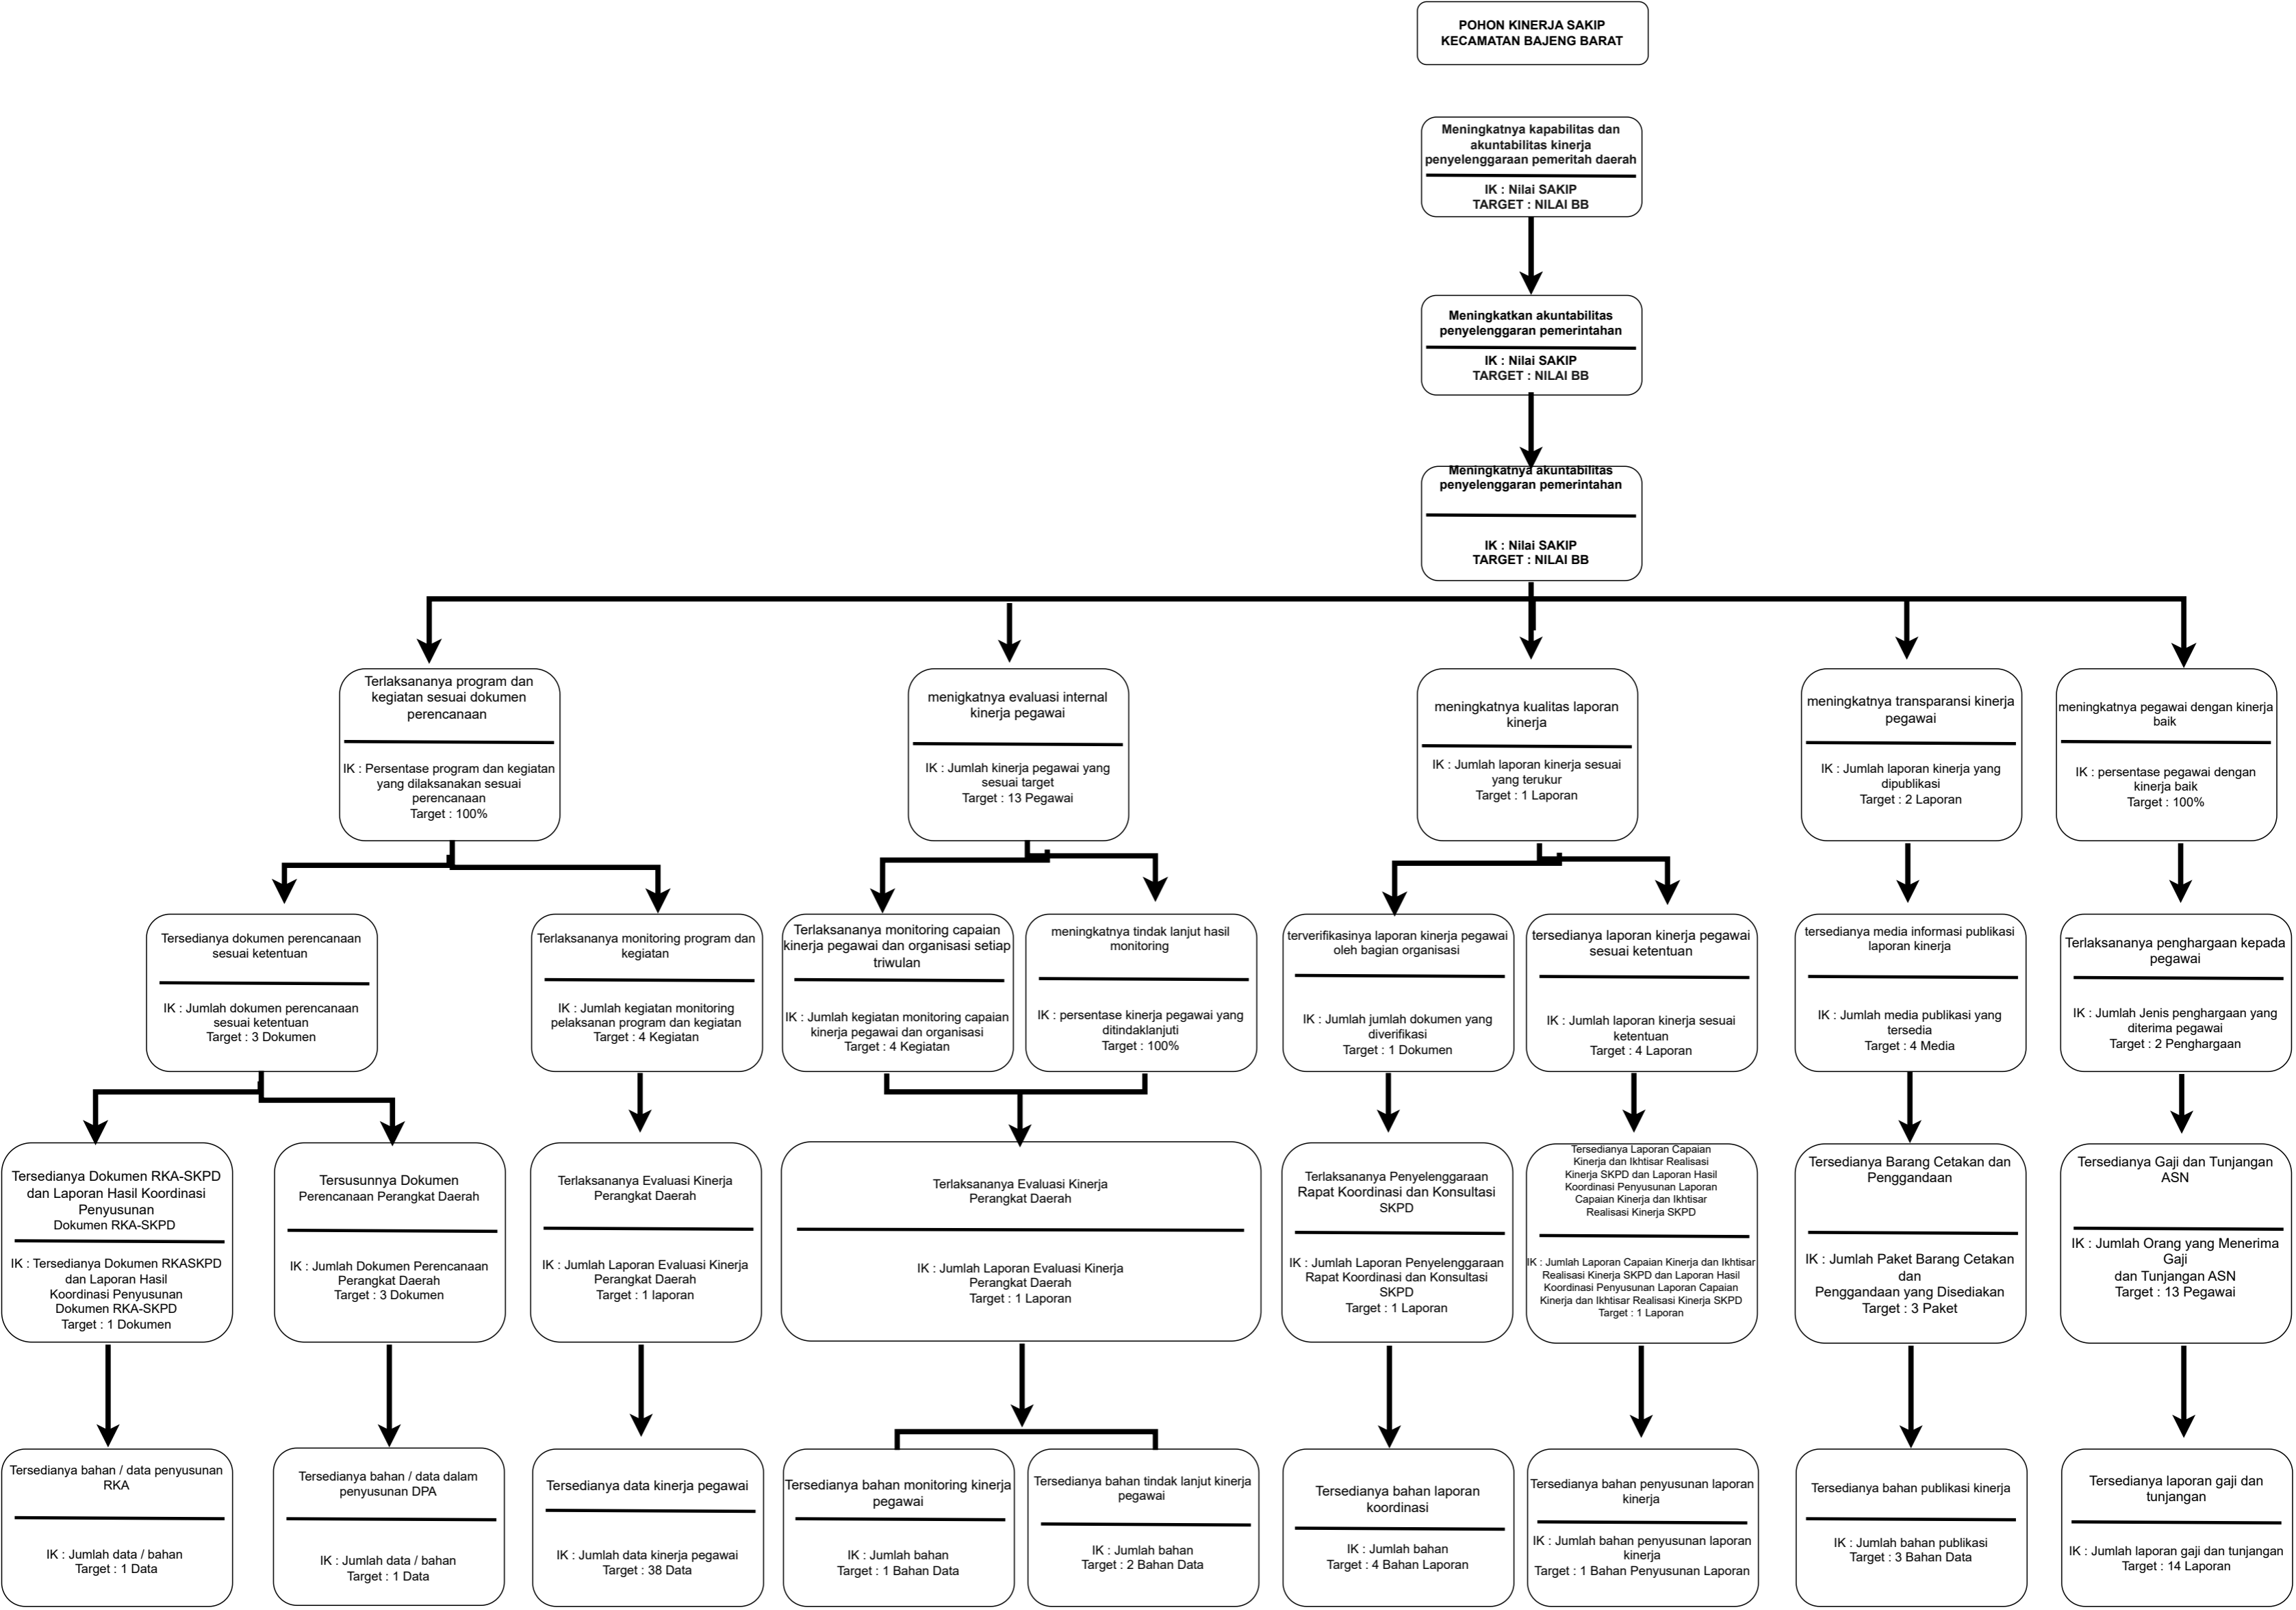 POHON KINERJA SAKIP
KECAMATAN BAJENG BARAT
Meningkatnya kapabilitas dan
akuntabilitas kinerja
penyelenggaraan pemeritah daerah
IK : Nilai SAKIP
TARGET : NILAI BB
Meningkatkan akuntabilitas
penyelenggaran pemerintahan
IK : Nilai SAKIP
TARGET : NILAI BB
Meningkatnya akuntabilitas
penyelenggaran pemerintahan
IK : Nilai SAKIP
TARGET : NILAI BB
Terlaksananya program dan
kegiatan sesuai dokumen
perencanaan
IK : Persentase program dan kegiatan
yang dilaksanakan sesuai
perencanaan
Target : 100%
menigkatnya evaluasi internal
kinerja pegawai
IK : Jumlah kinerja pegawai yang
sesuai target
Target : 13 Pegawai
meningkatnya kualitas laporan
kinerja
IK : Jumlah laporan kinerja sesuai
yang terukur
Target : 1 Laporan
meningkatnya transparansi kinerja
pegawai
IK : Jumlah laporan kinerja yang
dipublikasi
Target : 2 Laporan
meningkatnya pegawai dengan kinerja
baik
IK : persentase pegawai dengan
kinerja baik
Target : 100%
Tersedianya dokumen perencanaan
sesuai ketentuan
IK : Jumlah dokumen perencanaan
sesuai ketentuan
Target : 3 Dokumen
Terlaksananya monitoring program dan
kegiatan
IK : Jumlah kegiatan monitoring
pelaksanan program dan kegiatan
Target : 4 Kegiatan
Terlaksananya monitoring capaian
kinerja pegawai dan organisasi setiap
triwulan
IK : Jumlah kegiatan monitoring capaian
kinerja pegawai dan organisasi
Target : 4 Kegiatan
meningkatnya tindak lanjut hasil
monitoring
IK : persentase kinerja pegawai yang
ditindaklanjuti
Target : 100%
terverifikasinya laporan kinerja pegawai
oleh bagian organisasi
IK : Jumlah jumlah dokumen yang
diverifikasi
Target : 1 Dokumen
tersedianya laporan kinerja pegawai
sesuai ketentuan
IK : Jumlah laporan kinerja sesuai
ketentuan
Target : 4 Laporan
tersedianya media informasi publikasi
laporan kinerja
IK : Jumlah media publikasi yang
tersedia
Target : 4 Media
Terlaksananya penghargaan kepada
pegawai
IK : Jumlah Jenis penghargaan yang
diterima pegawai
Target : 2 Penghargaan
Tersedianya Dokumen RKA-SKPD
dan Laporan Hasil Koordinasi
Penyusunan
Dokumen RKA-SKPD
IK : Tersedianya Dokumen RKASKPD
dan Laporan Hasil
Koordinasi Penyusunan
Dokumen RKA-SKPD
Target : 1 Dokumen
Tersusunnya Dokumen
Perencanaan Perangkat Daerah
IK : Jumlah Dokumen Perencanaan
Perangkat Daerah
Target : 3 Dokumen
Terlaksananya Evaluasi Kinerja
Perangkat Daerah
IK : Jumlah Laporan Evaluasi Kinerja
Perangkat Daerah
Target : 1 laporan
Terlaksananya Evaluasi Kinerja
Perangkat Daerah
IK : Jumlah Laporan Evaluasi Kinerja
Perangkat Daerah
Target : 1 Laporan
Terlaksananya Penyelenggaraan
Rapat Koordinasi dan Konsultasi
SKPD
IK : Jumlah Laporan Penyelenggaraan
Rapat Koordinasi dan Konsultasi
SKPD
Target : 1 Laporan
Tersedianya Laporan Capaian
Kinerja dan Ikhtisar Realisasi
Kinerja SKPD dan Laporan Hasil
Koordinasi Penyusunan Laporan
Capaian Kinerja dan Ikhtisar
Realisasi Kinerja SKPD
IK : Jumlah Laporan Capaian Kinerja dan Ikhtisar
Realisasi Kinerja SKPD dan Laporan Hasil
Koordinasi Penyusunan Laporan Capaian
Kinerja dan Ikhtisar Realisasi Kinerja SKPD
Target : 1 Laporan
Tersedianya Barang Cetakan dan
Penggandaan
IK : Jumlah Paket Barang Cetakan
dan
Penggandaan yang Disediakan
Target : 3 Paket
Tersedianya Gaji dan Tunjangan
ASN
IK : Jumlah Orang yang Menerima
Gaji
dan Tunjangan ASN
Target : 13 Pegawai
Tersedianya bahan / data penyusunan
RKA
IK : Jumlah data / bahan
Target : 1 Data
Tersedianya bahan / data dalam
penyusunan DPA
IK : Jumlah data / bahan
Target : 1 Data
Tersedianya data kinerja pegawai
IK : Jumlah data kinerja pegawai
Target : 38 Data
Tersedianya bahan monitoring kinerja
pegawai
IK : Jumlah bahan
Target : 1 Bahan Data
Tersedianya bahan tindak lanjut kinerja
pegawai
IK : Jumlah bahan
Target : 2 Bahan Data
Tersedianya bahan laporan
koordinasi
IK : Jumlah bahan
Target : 4 Bahan Laporan
Tersedianya bahan penyusunan laporan
kinerja
IK : Jumlah bahan penyusunan laporan
kinerja
Target : 1 Bahan Penyusunan Laporan
Tersedianya bahan publikasi kinerja
IK : Jumlah bahan publikasi
Target : 3 Bahan Data
Tersedianya laporan gaji dan
tunjangan
IK : Jumlah laporan gaji dan tunjangan
Target : 14 Laporan